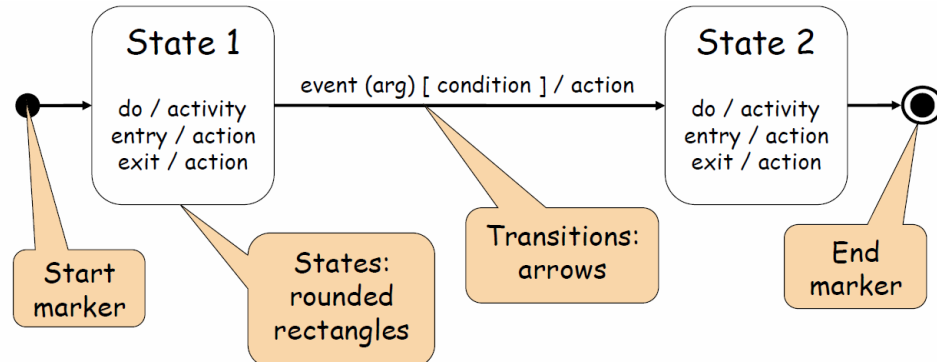 State 1
do / activity
entry / action
exit / action
event (arg) [ condition ] / action
State 2
do / activity
entry / action
exit / action
Start
marker
States:
rounded
rectangles
Transitions:
arrows
End
marker